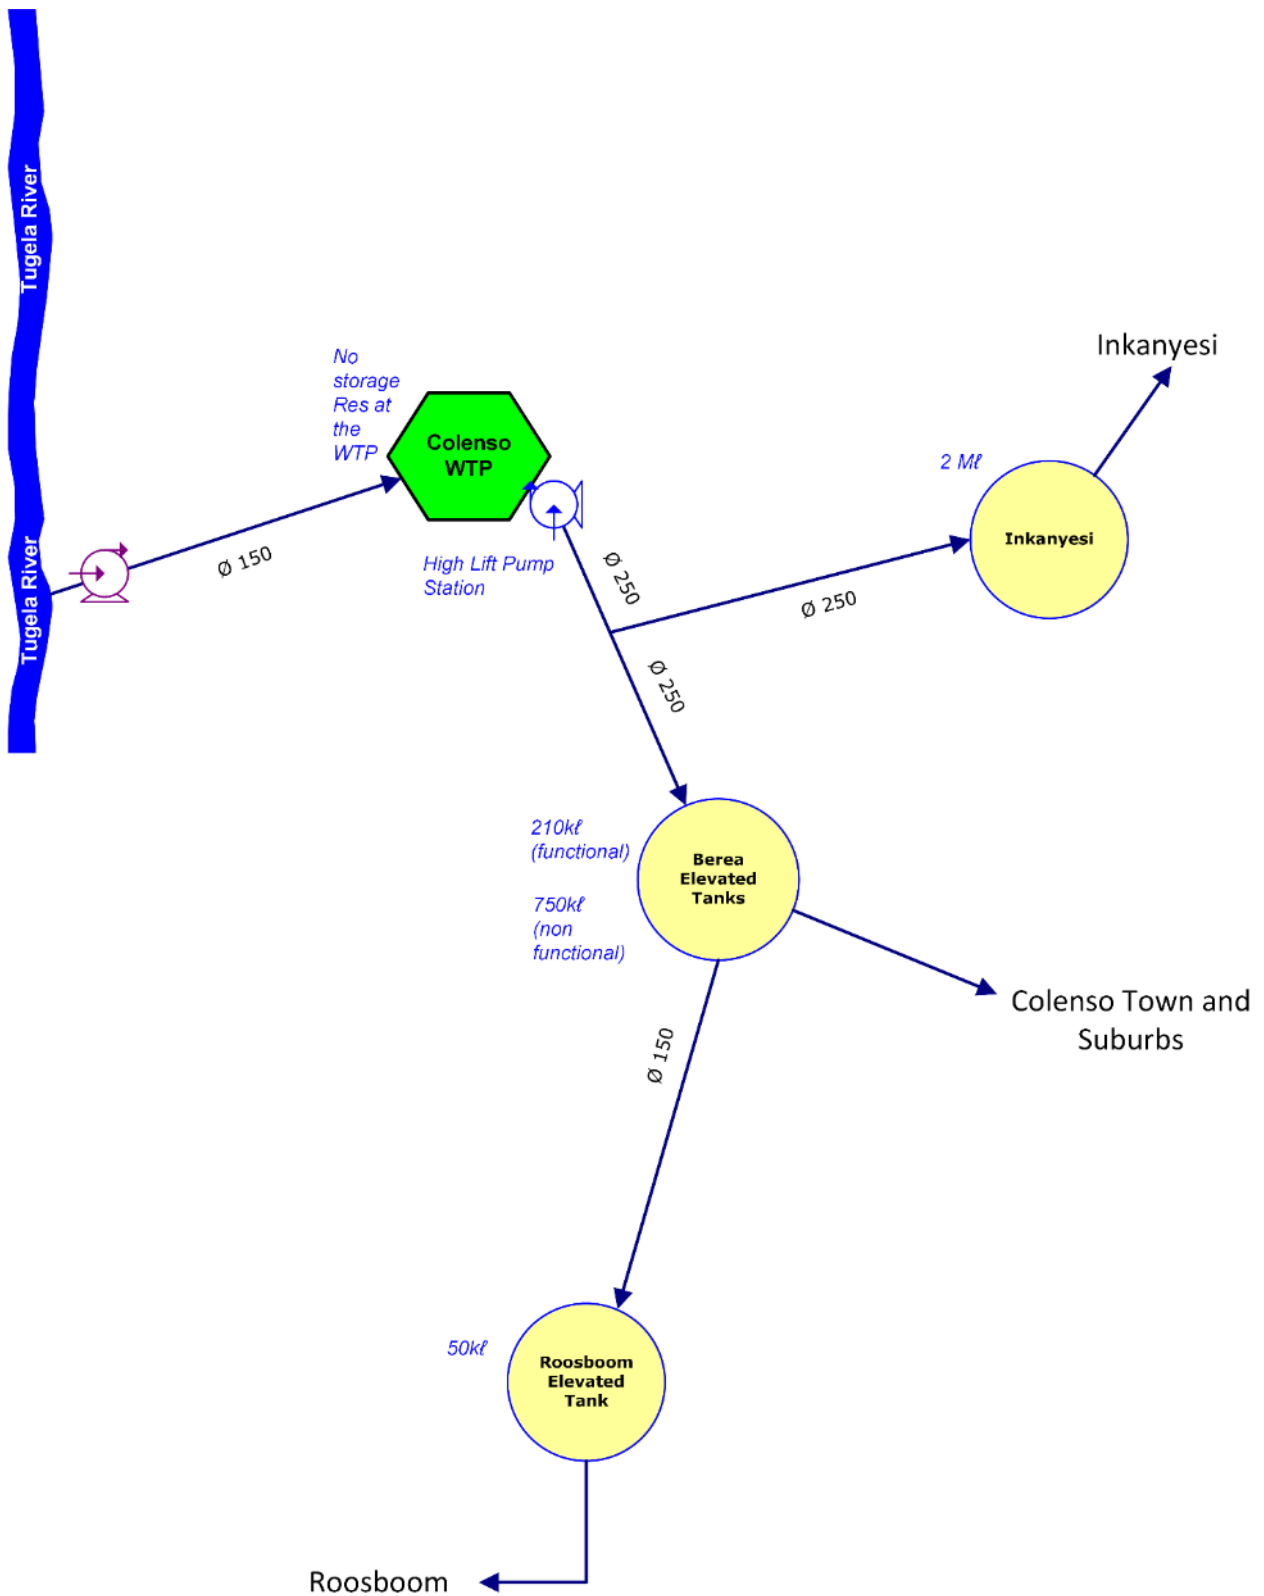 Tugela River
Inkanyesi
No
storage
Res at
the
WTP
Colenso
WTP
2 Mℓ
Inkanyesi
Ø 150
High Lift Pump
Station
Ø 250
Ø 250
Tugela River
Ø 250
210kℓ
(functional)
750kℓ
(non
functional)
Berea
Elevated
Tanks
Colenso Town and
Suburbs
Ø 150
50kℓ
Roosboom
Elevated
Tank
Roosboom